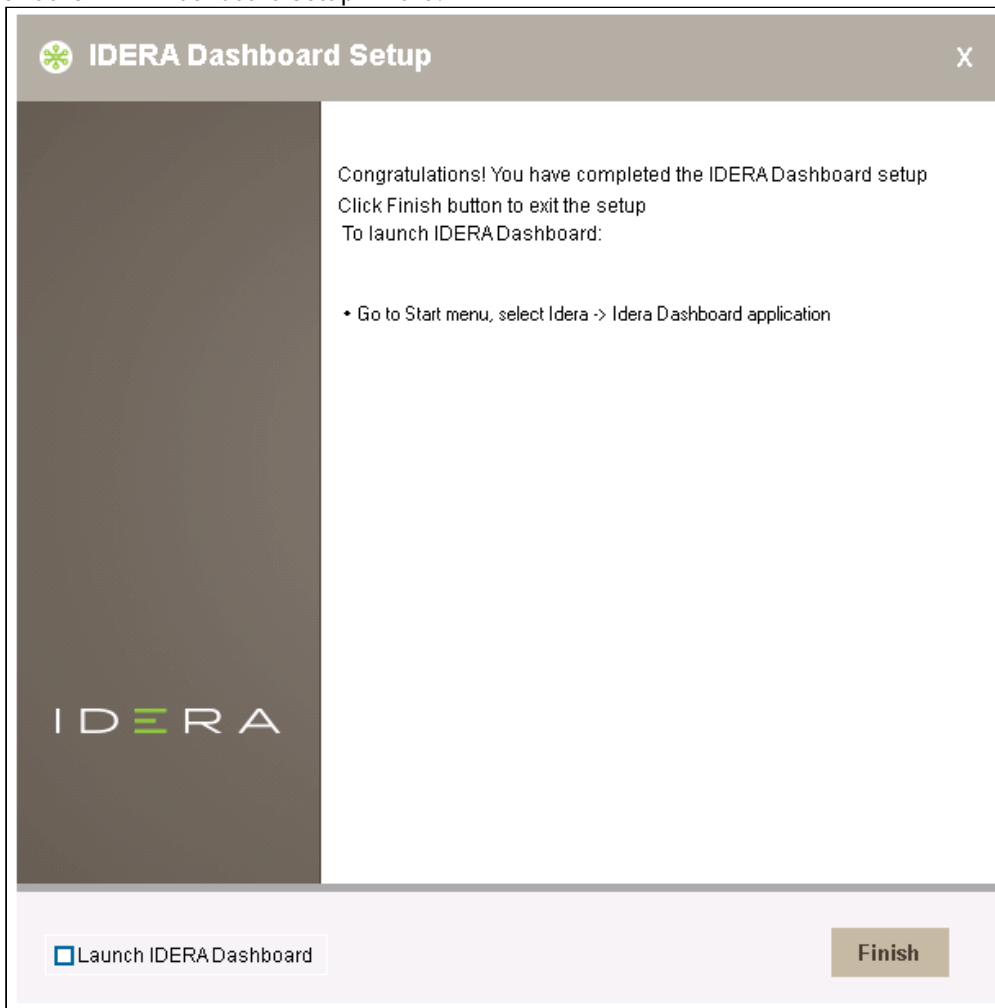 IDERA Dashboard Setup X
Congratulations! You have completed the IDERA Dashboard setup
Click Finish button to exit the setup
To launch IDERA Dashboard:
• Go to Start menu, select Idera -> Idera Dashboard application
IDERA
Launch IDERA Dashboard
Finish